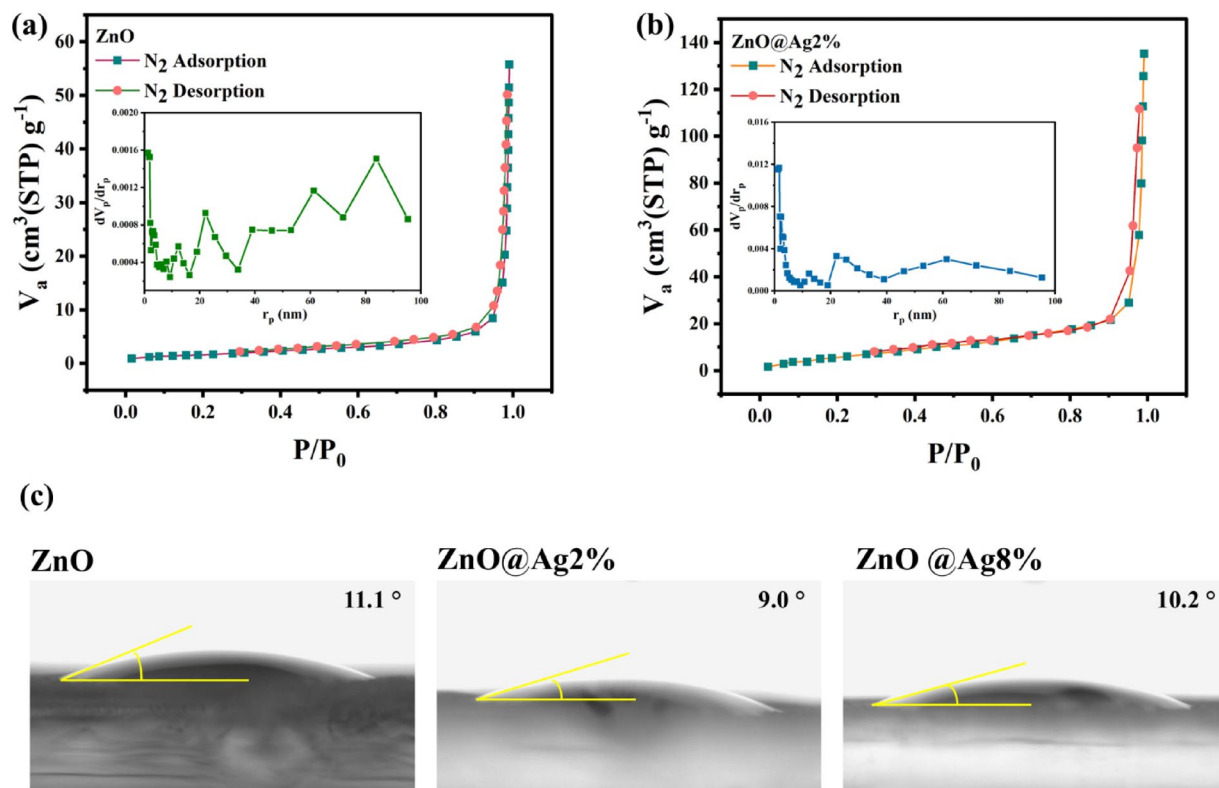 (a)
ZnO
N₂ Adsorption
N₂ Desorption
Vₐ (cm³(STP) g⁻¹)
60
50
40
30
20
10
0
-5
0.0 0.2 0.4 0.6 0.8 1.0
P/P₀
dVₚ/drₚ
0.0020
0.0016
0.0012
0.0008
0.0004
0 20 40 60 80 100
rₚ (nm)
(b)
ZnO@Ag2%
N₂ Adsorption
N₂ Desorption
Vₐ (cm³(STP) g⁻¹)
140
120
100
80
60
40
20
0
0.0 0.2 0.4 0.6 0.8 1.0
P/P₀
dVₚ/drₚ
0.016
0.012
0.008
0.004
0.000
0 20 40 60 80 100
rₚ (nm)
(c)
ZnO
11.1 °
ZnO@Ag2%
9.0 °
ZnO @Ag8%
10.2 °